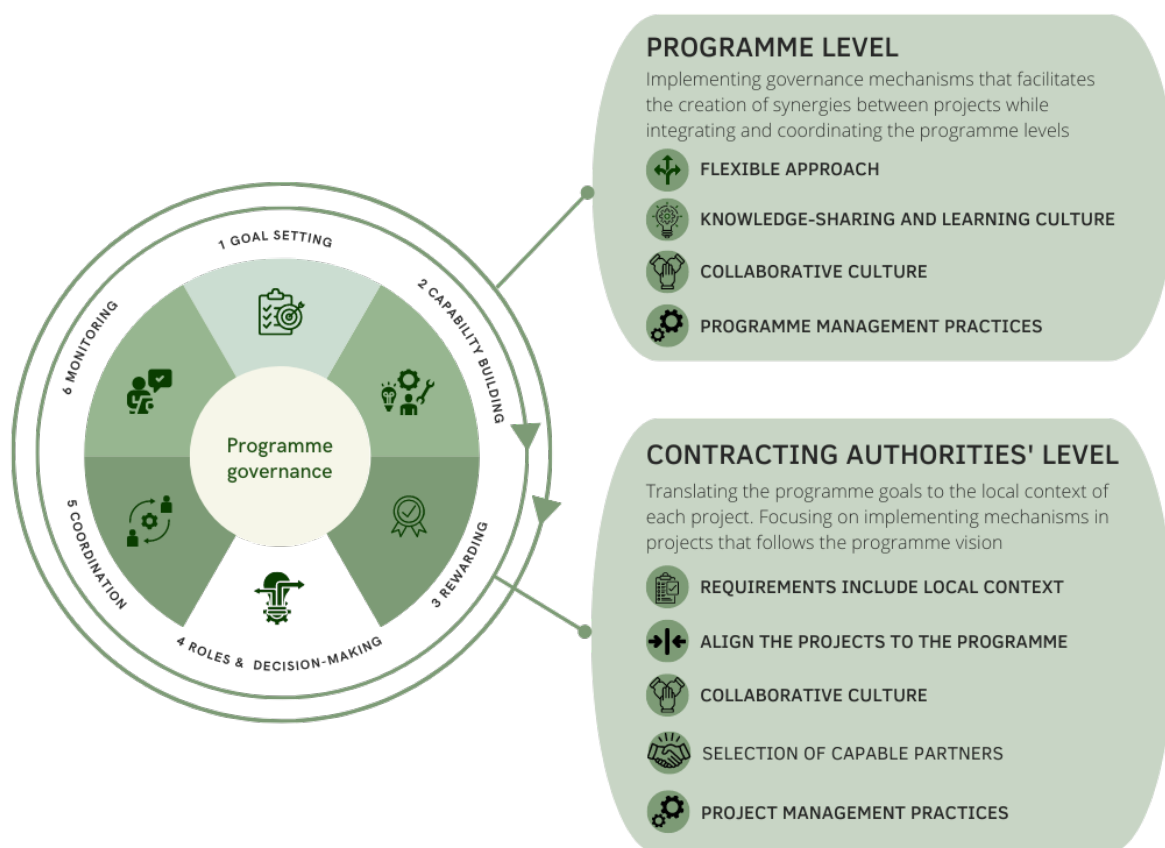 PROGRAMME LEVEL
Implementing governance mechanisms that facilitates
the creation of synergies between projects while
integrating and coordinating the programme levels
FLEXIBLE APPROACH
KNOWLEDGE-SHARING AND LEARNING CULTURE
COLLABORATIVE CULTURE
PROGRAMME MANAGEMENT PRACTICES
1 GOAL SETTING
2 CAPABILITY BUILDING
3 REWARDING
4 ROLES & DECISION-MAKING
5 COORDINATION
6 MONITORING
Programme
governance
CONTRACTING AUTHORITIES' LEVEL
Translating the programme goals to the local context of
each project. Focusing on implementing mechanisms in
projects that follows the programme vision
REQUIREMENTS INCLUDE LOCAL CONTEXT
ALIGN THE PROJECTS TO THE PROGRAMME
COLLABORATIVE CULTURE
SELECTION OF CAPABLE PARTNERS
PROJECT MANAGEMENT PRACTICES